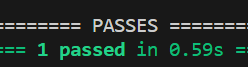 ======== PASSES ========
=== 1 passed in 0.59s ==